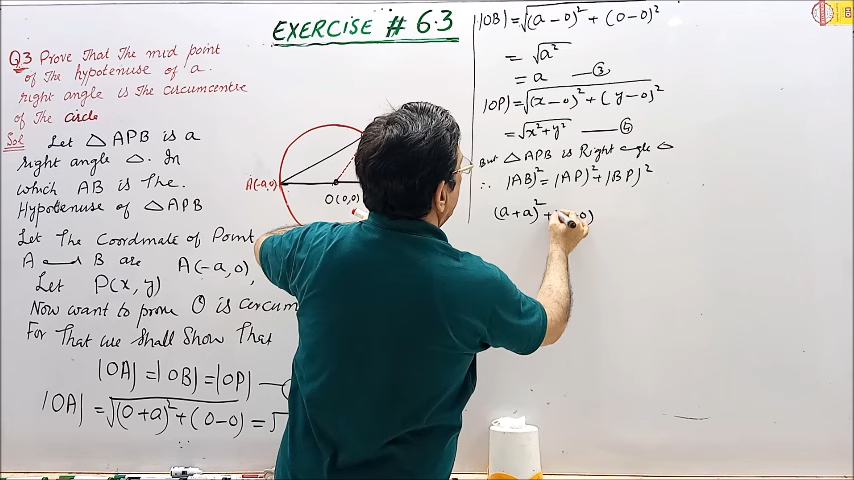 EXERCISE # 6.3
Q3 Prove That The mid point
of The hypotenuse of a
right angle is The circumcentre
of The circle
Sol Let △APB is a
right angle △. In
which AB is The
Hypotenuse of △APB
Let The Coordinate of Point
A and B are A(-a,0),
Let P(x,y)
Now want to prove O is circum
For That we Shall Show That
|OA| = |OB| = |OP| —
|OA| = √(0+a)²+(0-0) = √
A(-a,0)
O(0,0)
|OB| = √(a-0)²+(0-0)²
= √a²
= a —③
|OP| = √(x-0)²+(y-0)²
= √x²+y² —④
But △APB is Right angle △
∴ |AB|² = |AP|²+|BP|²
(a+a)²+ 0)